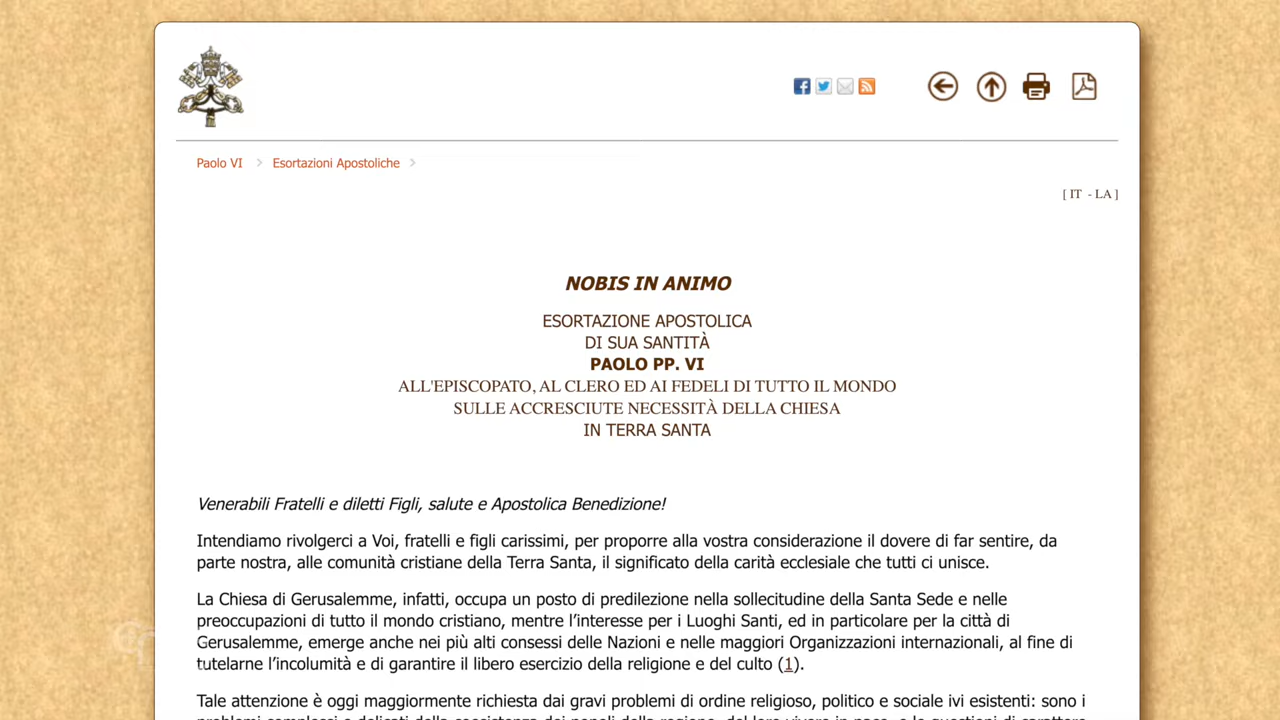 Paolo VI > Esortazioni Apostoliche >
[ IT - LA ]
NOBIS IN ANIMO
ESORTAZIONE APOSTOLICA
DI SUA SANTITÀ
PAOLO PP. VI
ALL'EPISCOPATO, AL CLERO ED AI FEDELI DI TUTTO IL MONDO
SULLE ACCRESCIUTE NECESSITÀ DELLA CHIESA
IN TERRA SANTA
Venerabili Fratelli e diletti Figli, salute e Apostolica Benedizione!
Intendiamo rivolgerci a Voi, fratelli e figli carissimi, per proporre alla vostra considerazione il dovere di far sentire, da
parte nostra, alle comunità cristiane della Terra Santa, il significato della carità ecclesiale che tutti ci unisce.
La Chiesa di Gerusalemme, infatti, occupa un posto di predilezione nella sollecitudine della Santa Sede e nelle
preoccupazioni di tutto il mondo cristiano, mentre l’interesse per i Luoghi Santi, ed in particolare per la città di
Gerusalemme, emerge anche nei più alti consessi delle Nazioni e nelle maggiori Organizzazioni internazionali, al fine di
tutelarne l’incolumità e di garantire il libero esercizio della religione e del culto (1).
Tale attenzione è oggi maggiormente richiesta dai gravi problemi di ordine religioso, politico e sociale ivi esistenti: sono i